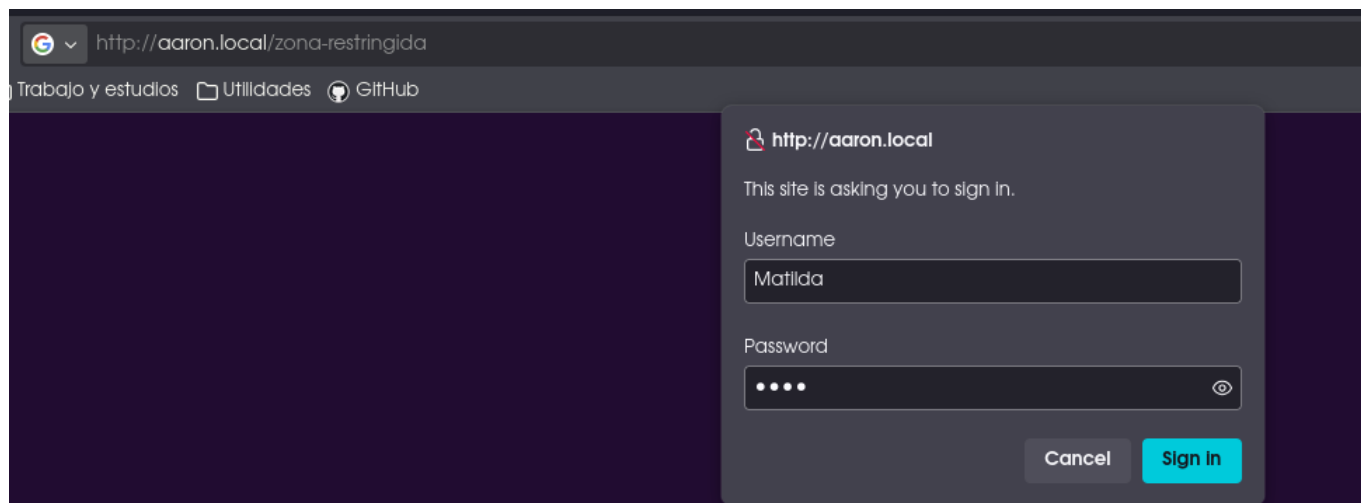 http://aaron.local/zona-restringida
Trabajo y estudios Utilidades GitHub
http://aaron.local
This site is asking you to sign in.
Username
Matilda
Password
Cancel Sign in